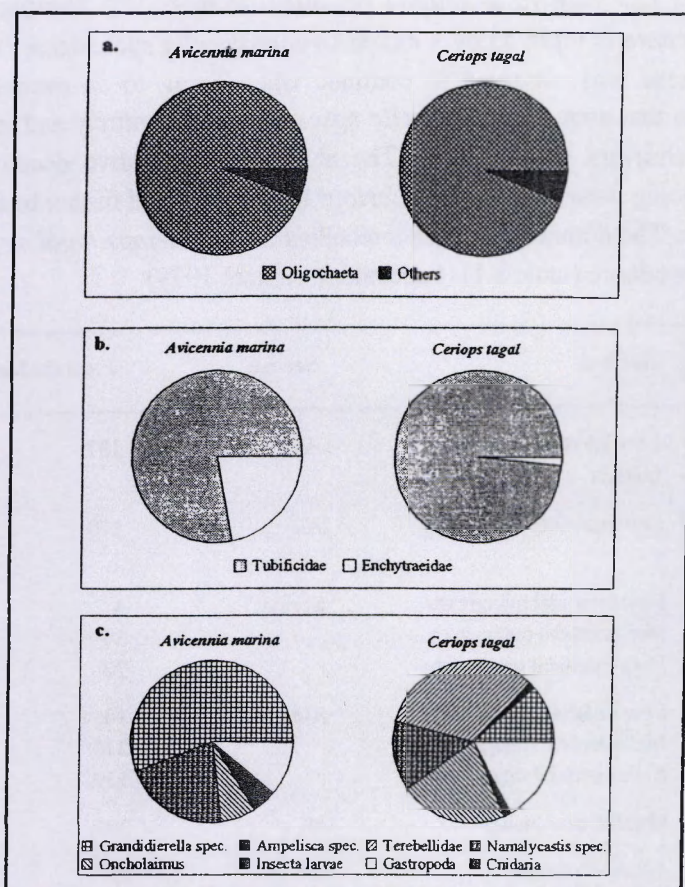 a.
Avicennia marina Ceriops tagal
Oligochaeta Others
b.
Avicennia marina Ceriops tagal
Tubificidae Enchytraeidae
c.
Avicennia marina Ceriops tagal
Grandidierella spec. Ampelisca spec. Terebellidae Namalycastis spec.
Oncholaimus Insecta larvae Gastropoda Cnidaria